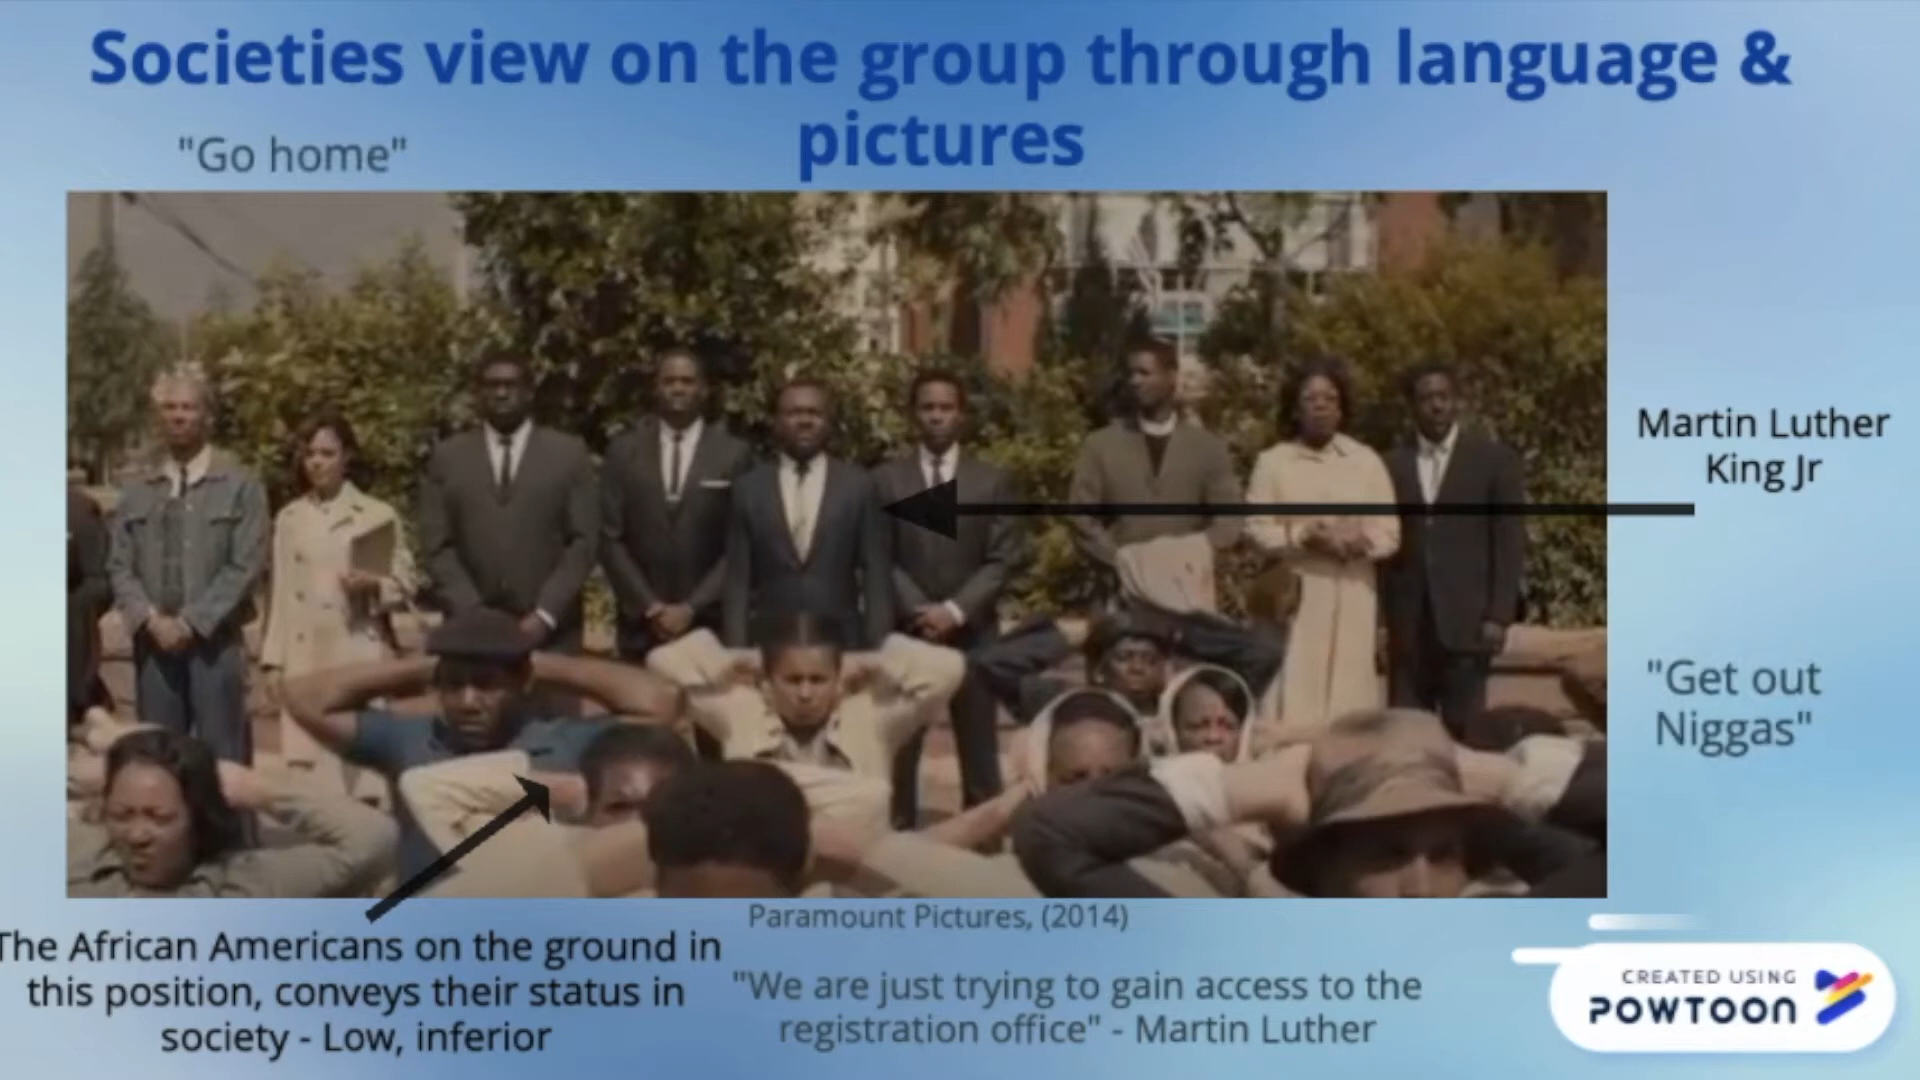 Societies view on the group through language &
pictures
"Go home"
Martin Luther
King Jr
"Get out
Niggas"
Paramount Pictures, (2014)
The African Americans on the ground in
this position, conveys their status in
society - Low, inferior
"We are just trying to gain access to the
registration office" - Martin Luther
CREATED USING
POWTOON